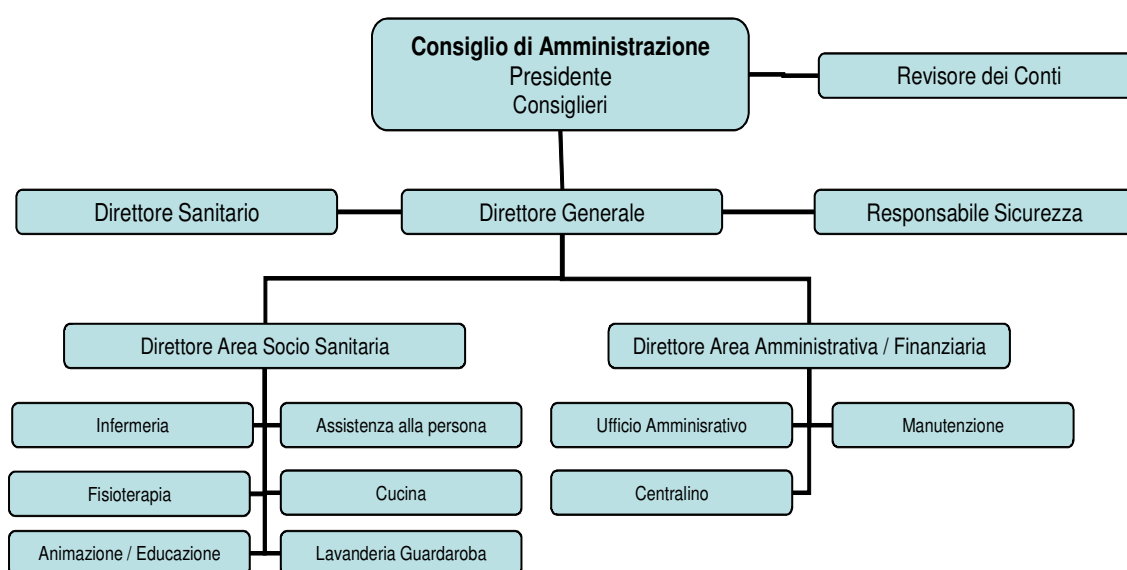 Consiglio di Amministrazione
Presidente
Consiglieri
Revisore dei Conti
Direttore Sanitario
Direttore Generale
Responsabile Sicurezza
Direttore Area Socio Sanitaria
Direttore Area Amministrativa / Finanziaria
Infermeria
Assistenza alla persona
Ufficio Amminisrativo
Manutenzione
Fisioterapia
Cucina
Centralino
Animazione / Educazione
Lavanderia Guardaroba